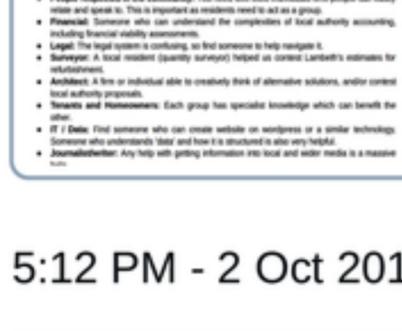 relate and speak to. This is important as residents need to act as a group.
• Financial: Someone who can understand the complexities of local authority accounting,
including financial viability assessments.
• Legal: The legal system is confusing, so find someone to help navigate it.
• Surveyor: A local resident (quantity surveyor) helped us contest Lambeth's estimates for
refurbishment.
• Architect: A firm or individual able to creatively think of alternative solutions, and/or contest
local authority proposals.
• Tenants and Homeowners: Each group has specialist knowledge which can benefit the
other.
• IT / Data: Find someone who can create website on wordpress or a similar technology.
Someone who understands 'data' and how it is structured is also very helpful.
• Journalist/writer: Any help with getting information into local and wider media is a massive
5:12 PM - 2 Oct 201